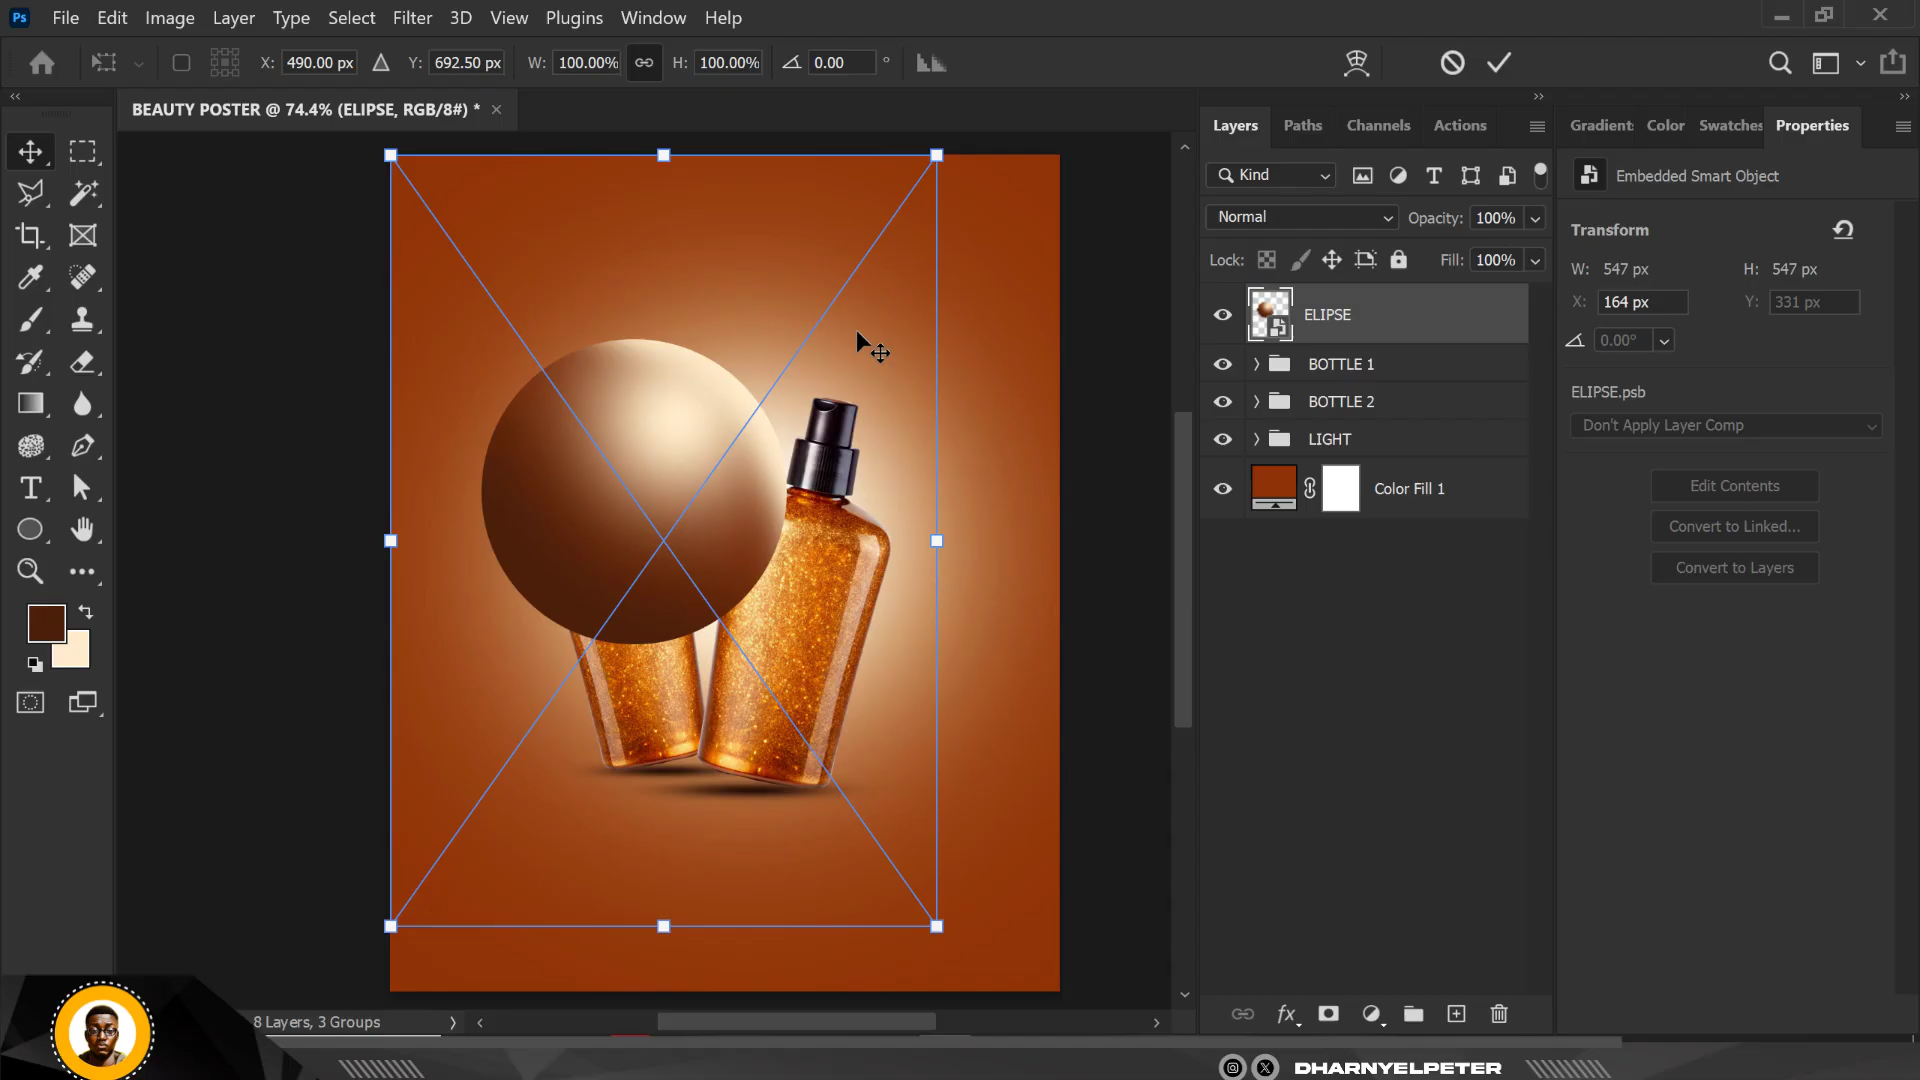 Ps File Edit Image Layer Select Type Filter 3D View Plugins Window Help
X: 490.00 px Y: 692.50 px W: 100.00% H: 100.00% 0.00 °
BEAUTY POSTER @ 74.4% (ELIPSE, RGB/8#) * ×
Layers Paths Channels Actions
Kind
Normal Opacity: 100%
Lock: Fill: 100%
ELIPSE
BOTTLE 1
BOTTLE 2
LIGHT
Color Fill 1
fx
Gradient Color Swatches Properties
Embedded Smart Object
Transform
W: 547 px H: 547 px
X: 164 px Y: 331 px
0.00°
ELIPSE.psb
Don't Apply Layer Comp
Edit Contents
Convert to Linked...
Convert to Layers
8 Layers, 3 Groups
DHARNYELPETER